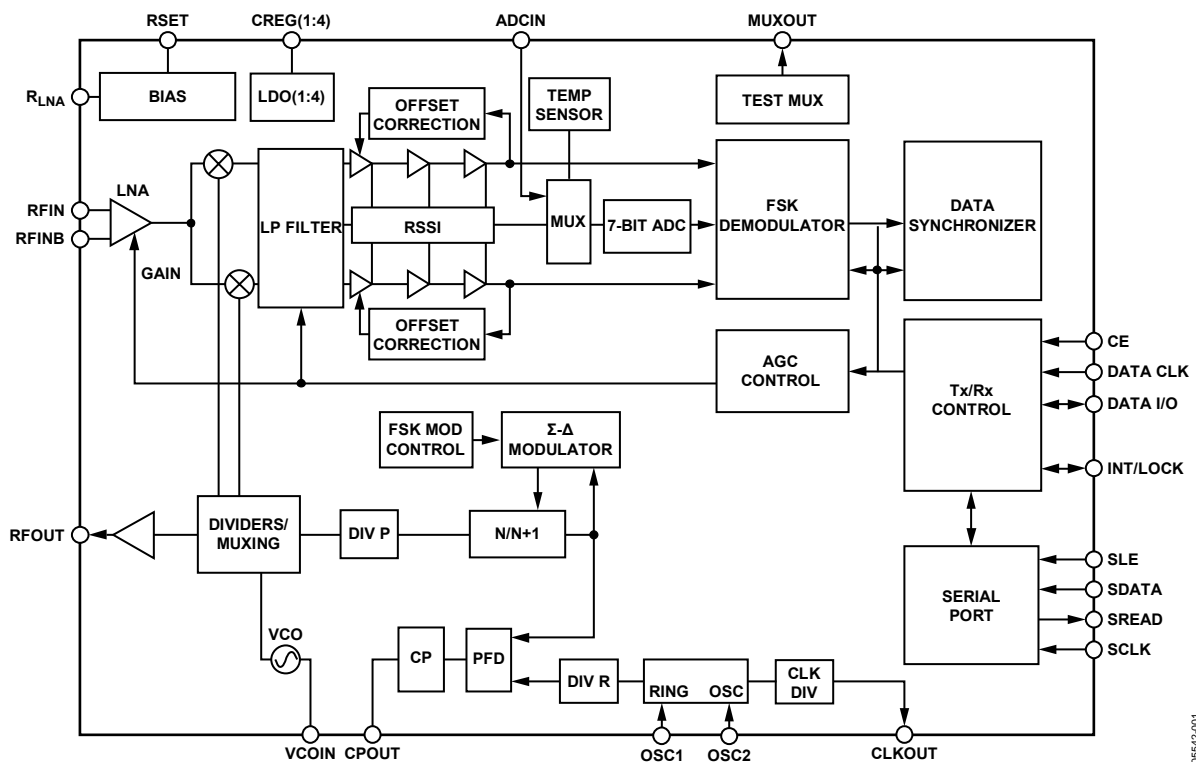 RSET
CREG(1:4)
ADCIN
MUXOUT
RLNA
BIAS
LDO(1:4)
OFFSET
CORRECTION
TEMP
SENSOR
TEST MUX
LNA
RFIN
RFINB
GAIN
LP FILTER
RSSI
MUX
7-BIT ADC
FSK
DEMODULATOR
DATA
SYNCHRONIZER
OFFSET
CORRECTION
AGC
CONTROL
Tx/Rx
CONTROL
CE
DATA CLK
DATA I/O
INT/LOCK
FSK MOD
CONTROL
Σ-Δ
MODULATOR
RFOUT
DIVIDERS/
MUXING
DIV P
N/N+1
SERIAL
PORT
SLE
SDATA
SREAD
SCLK
VCO
CP
PFD
DIV R
RING
OSC
CLK
DIV
VCOIN
CPOUT
OSC1
OSC2
CLKOUT
05542-001